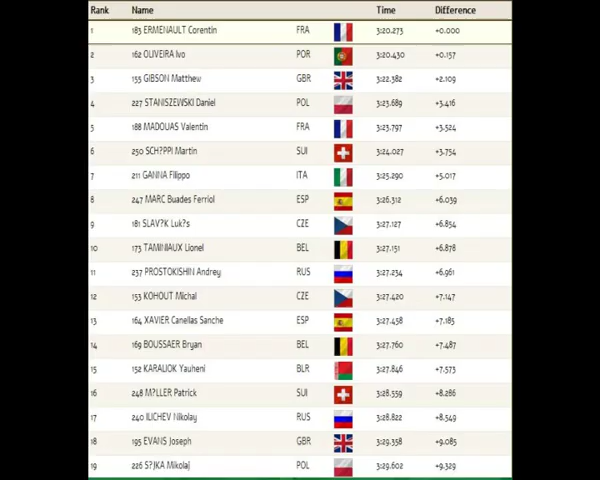 Rank Name Time Difference
1 183 ERMENAULT Corentin FRA 3:20.273 +0.000
2 162 OLIVEIRA Ivo POR 3:20.430 +0.157
3 155 GIBSON Matthew GBR 3:22.382 +2.109
4 227 STANISZEWSKI Daniel POL 3:23.689 +3.416
5 188 MADOUAS Valentin FRA 3:23.797 +3.524
6 250 SCH?PPI Martin SUI 3:24.027 +3.754
7 211 GANNA Filippo ITA 3:25.290 +5.017
8 247 MARC Buades Ferriol ESP 3:26.312 +6.039
9 181 SLAV?K Luk?s CZE 3:27.127 +6.854
10 173 TAMINIAUX Lionel BEL 3:27.151 +6.878
11 237 PROSTOKISHIN Andrey RUS 3:27.234 +6.961
12 153 KOHOUT Michal CZE 3:27.420 +7.147
13 164 XAVIER Canellas Sanche ESP 3:27.458 +7.185
14 169 BOUSSAER Bryan BEL 3:27.760 +7.487
15 152 KARALIOK Yauheni BLR 3:27.846 +7.573
16 248 M?LLER Patrick SUI 3:28.559 +8.286
17 240 ILICHEV Nikolay RUS 3:28.822 +8.549
18 195 EVANS Joseph GBR 3:29.358 +9.085
19 226 S?JKA Mikolaj POL 3:29.602 +9.329